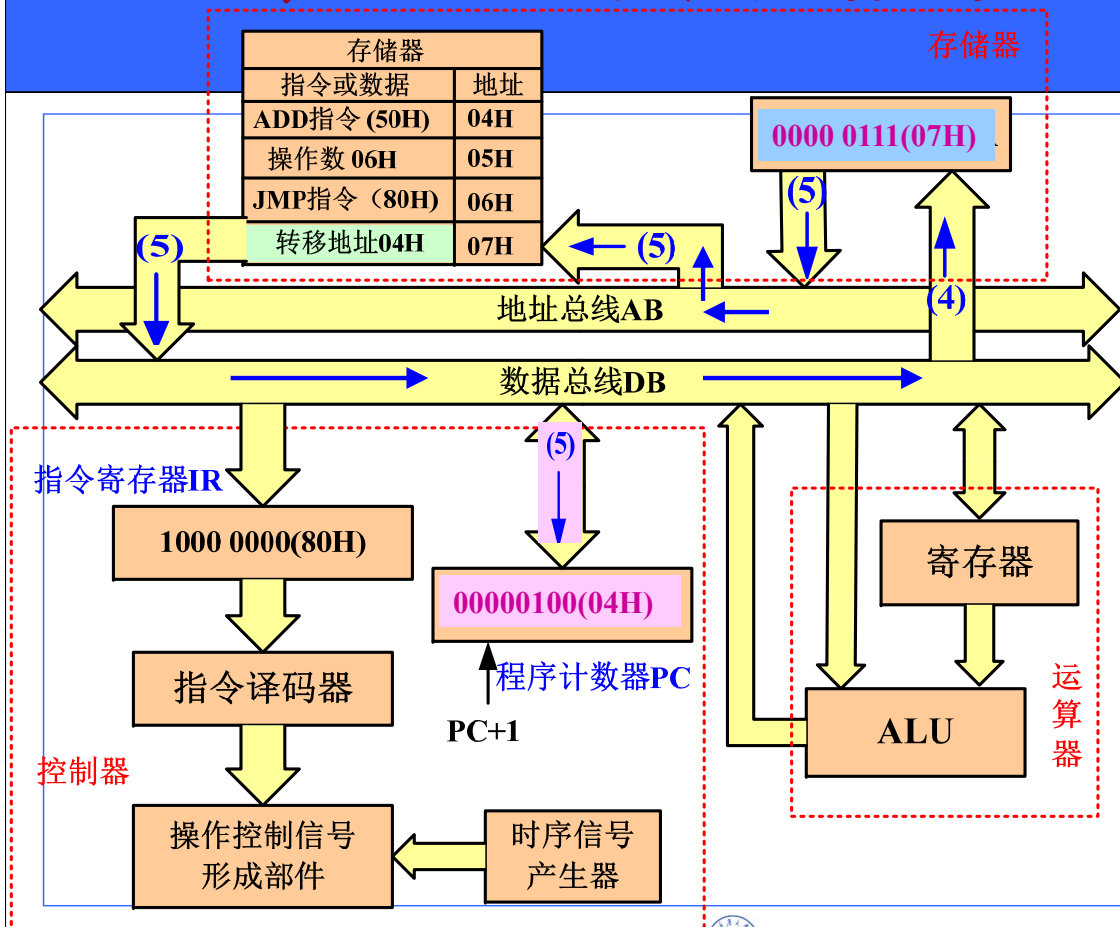 存储器
存储器
指令或数据 地址
ADD指令 (50H) 04H
操作数 06H 05H
JMP指令（80H) 06H
转移地址04H 07H
0000 0111(07H)
(5)
(5)
(5)
(4)
地址总线AB
数据总线DB
(5)
指令寄存器IR
1000 0000(80H)
00000100(04H)
程序计数器PC
PC+1
指令译码器
控制器
操作控制信号
形成部件
时序信号
产生器
寄存器
ALU
运
算
器